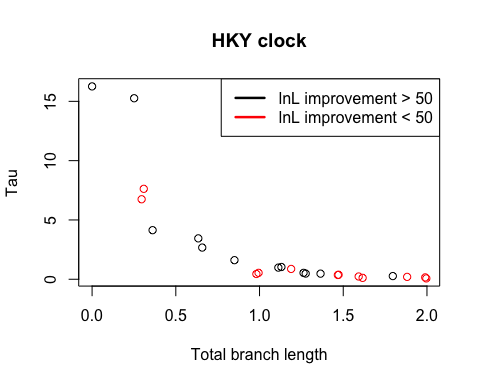 HKY clock
lnL improvement > 50
lnL improvement < 50
Tau
15
10
5
0
0.0 0.5 1.0 1.5 2.0
Total branch length